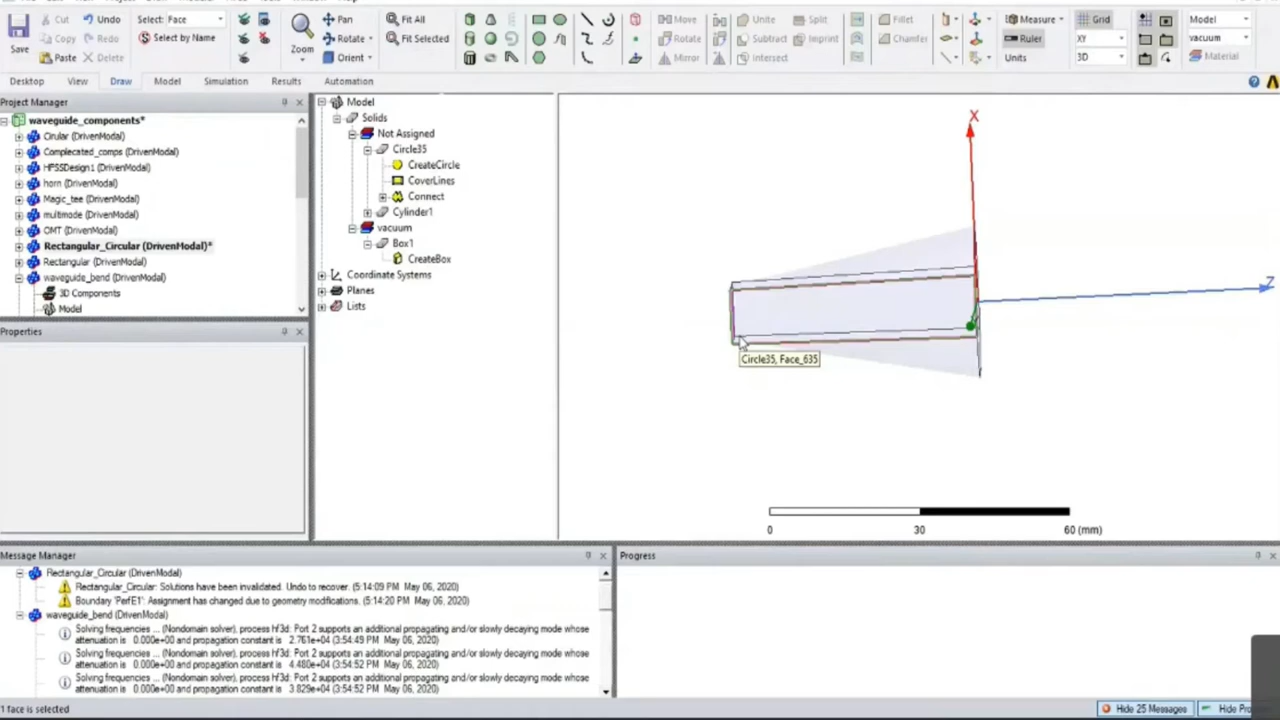 Save
Cut
Copy
Paste
Undo
Redo
Delete
Select: Face
Select by Name
Zoom
Pan
Rotate
Orient
Fit All
Fit Selected
Move
Rotate
Mirror
Unite
Subtract
Intersect
Split
Imprint
Fillet
Chamfer
Measure
Ruler
Units
Grid
XY
3D
Model
vacuum
Material
Desktop
View
Draw
Model
Simulation
Results
Automation
Project Manager
waveguide_components*
Cirular (DrivenModal)
Complecated_comps (DrivenModal)
HFSSDesign1 (DrivenModal)
horn (DrivenModal)
Magic_tee (DrivenModal)
multimode (DrivenModal)
OMT (DrivenModal)
Rectangular_Circular (DrivenModal)*
Rectangular (DrivenModal)
waveguide_bend (DrivenModal)
3D Components
Model
Properties
Model
Solids
Not Assigned
Circle35
CreateCircle
CoverLines
Connect
Cylinder1
vacuum
Box1
CreateBox
Coordinate Systems
Planes
Lists
X
Z
Circle35, Face_635
0 30 60 (mm)
Message Manager
Rectangular_Circular (DrivenModal)
Rectangular_Circular: Solutions have been invalidated. Undo to recover. (5:14:09 PM May 06, 2020)
Boundary 'PerfE1': Assignment has changed due to geometry modifications. (5:14:20 PM May 06, 2020)
waveguide_bend (DrivenModal)
Solving frequencies ... (Nondomain solver), process hf3d: Port 2 supports an additional propagating and/or slowly decaying mode whose
attenuation is 0.000e+00 and propagation constant is 2.761e+04 (3:54:49 PM May 06, 2020)
Solving frequencies ... (Nondomain solver), process hf3d: Port 2 supports an additional propagating and/or slowly decaying mode whose
attenuation is 0.000e+00 and propagation constant is 4.480e+04 (3:54:52 PM May 06, 2020)
Solving frequencies ... (Nondomain solver), process hf3d: Port 2 supports an additional propagating and/or slowly decaying mode whose
attenuation is 0.000e+00 and propagation constant is 3.829e+04 (3:54:52 PM May 06, 2020)
Progress
1 face is selected
Hide 25 Messages
Hide Pro